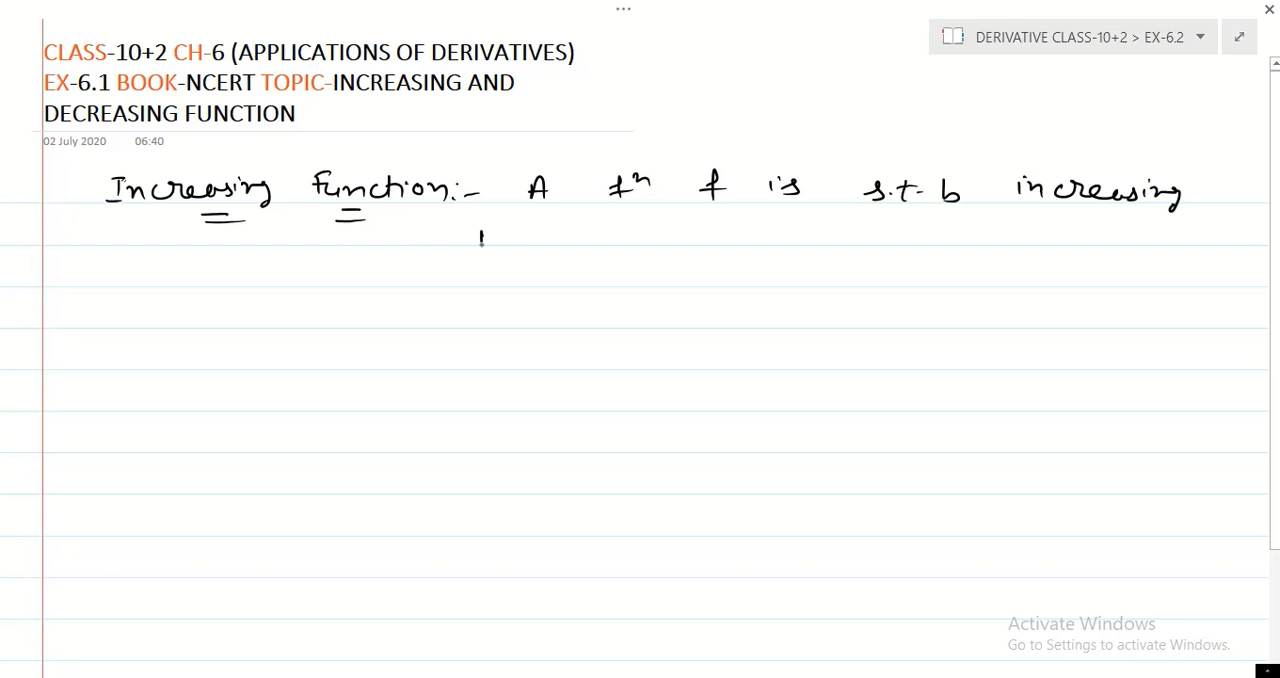 ...
DERIVATIVE CLASS-10+2 > EX-6.2
CLASS-10+2 CH-6 (APPLICATIONS OF DERIVATIVES)
EX-6.1 BOOK-NCERT TOPIC-INCREASING AND
DECREASING FUNCTION
02 July 2020 06:40
Increasing Function:- A fⁿ f is s.t-b increasing
Activate Windows
Go to Settings to activate Windows.